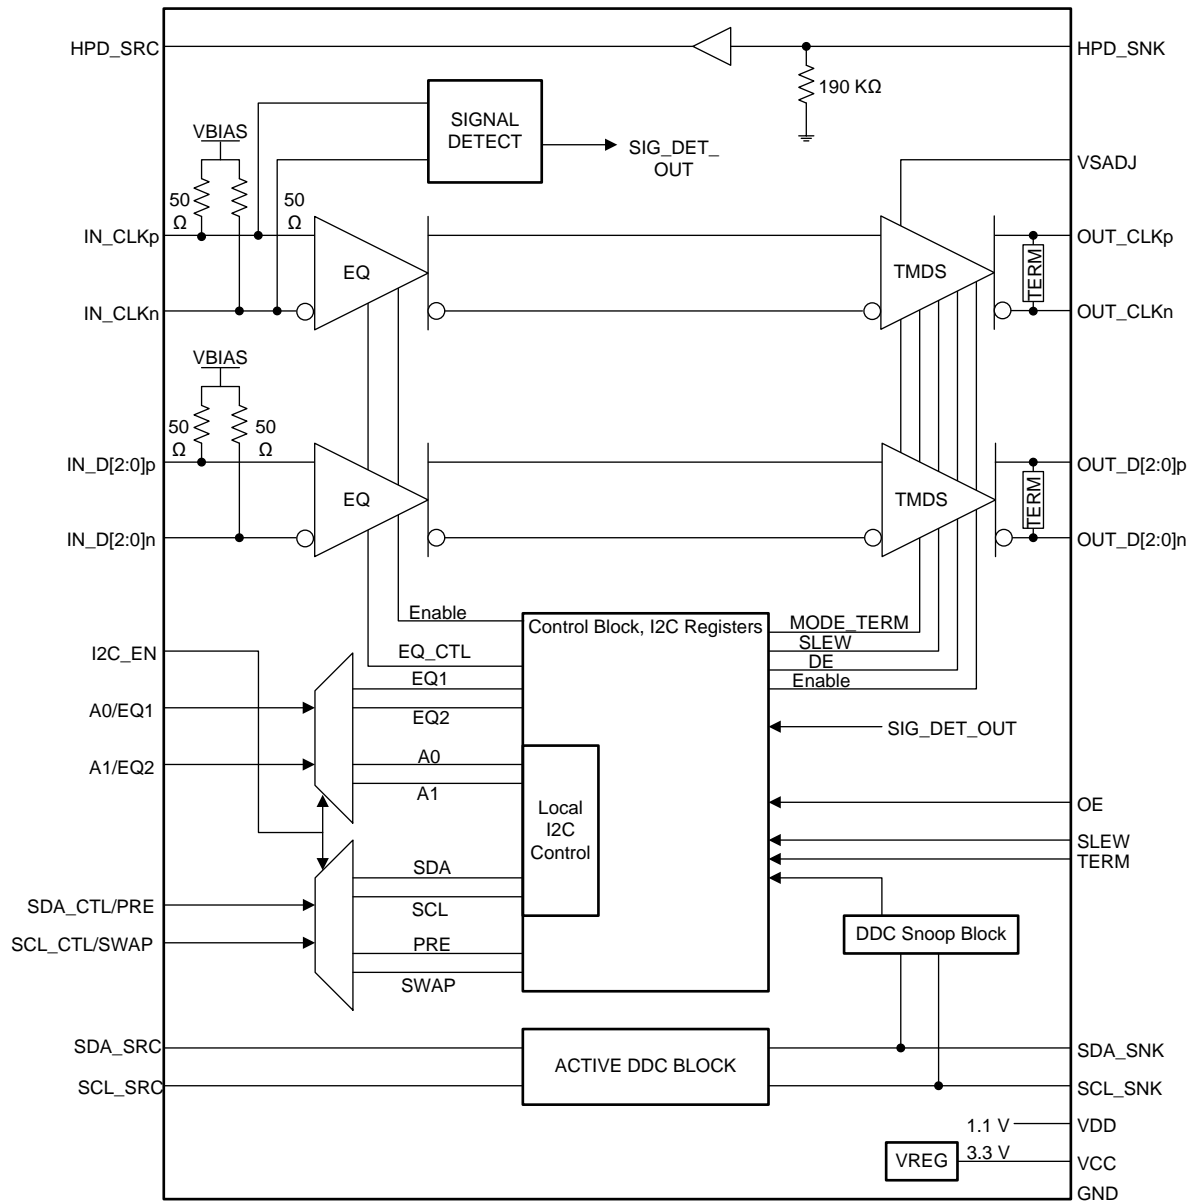 HPD_SRC
HPD_SNK
190 KΩ
SIGNAL
DETECT
SIG_DET_
OUT
VBIAS
VSADJ
50
Ω
50
Ω
IN_CLKp
EQ
TMDS
TERM
OUT_CLKp
IN_CLKn
OUT_CLKn
VBIAS
50
Ω
50
Ω
IN_D[2:0]p
EQ
TMDS
TERM
OUT_D[2:0]p
IN_D[2:0]n
OUT_D[2:0]n
Enable
Control Block, I2C Registers
MODE_TERM
SLEW
DE
Enable
I2C_EN
EQ_CTL
EQ1
A0/EQ1
EQ2
SIG_DET_OUT
A1/EQ2
A0
A1
Local
I2C
Control
OE
SLEW
TERM
SDA
SDA_CTL/PRE
SCL
SCL_CTL/SWAP
PRE
SWAP
DDC Snoop Block
SDA_SRC
ACTIVE DDC BLOCK
SDA_SNK
SCL_SRC
SCL_SNK
1.1 V
VDD
VREG
3.3 V
VCC
GND